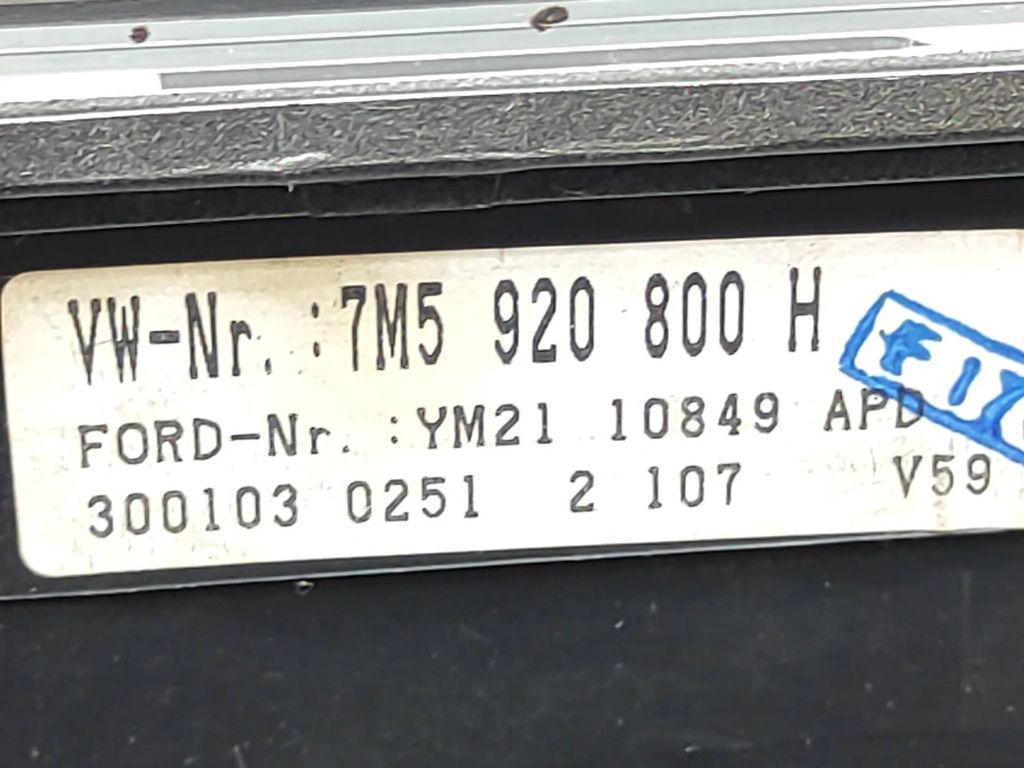 VW-Nr. :7M5 920 800 H
FORD-Nr. :YM21 10849 APD
300103 0251 2 107 V59